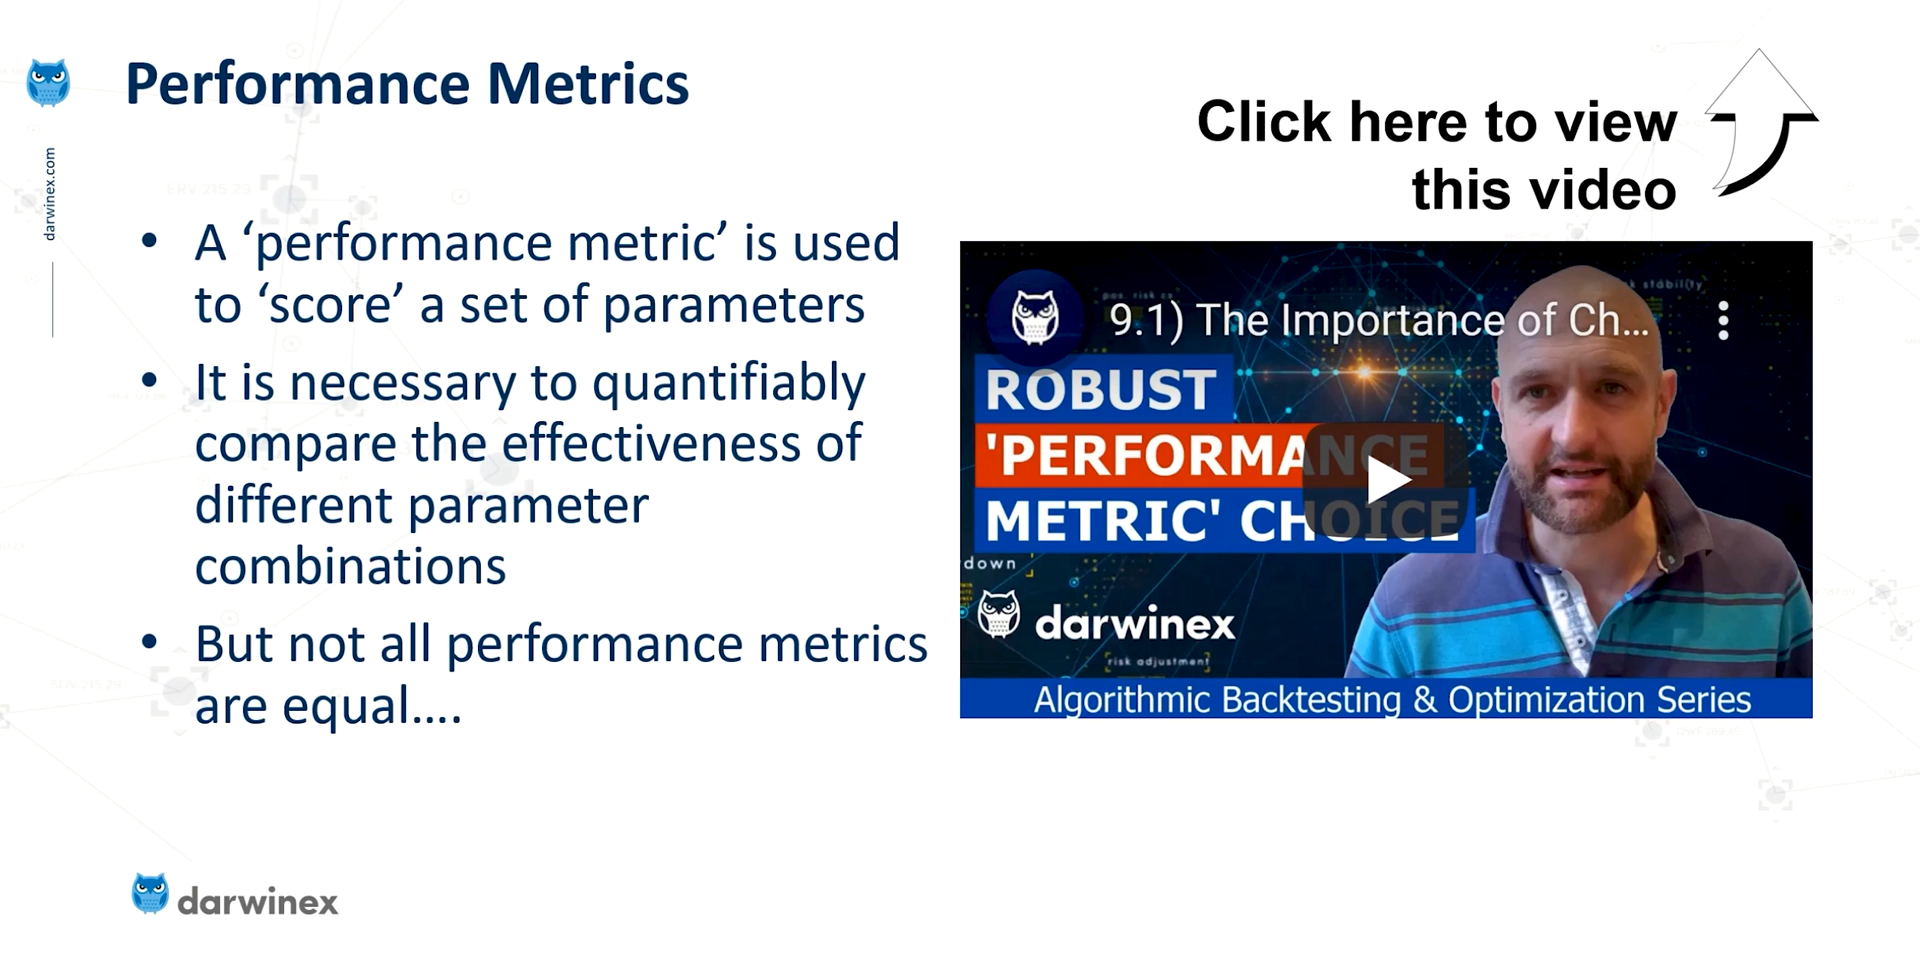 Performance Metrics
darwinex.com
Click here to view
this video
• A ‘performance metric’ is used
to ‘score’ a set of parameters
• It is necessary to quantifiably
compare the effectiveness of
different parameter
combinations
• But not all performance metrics
are equal....
9.1) The Importance of Ch...
stability
ROBUST
'PERFORMANCE
METRIC' CHOICE
down
darwinex
risk adjustment
Algorithmic Backtesting & Optimization Series
darwinex